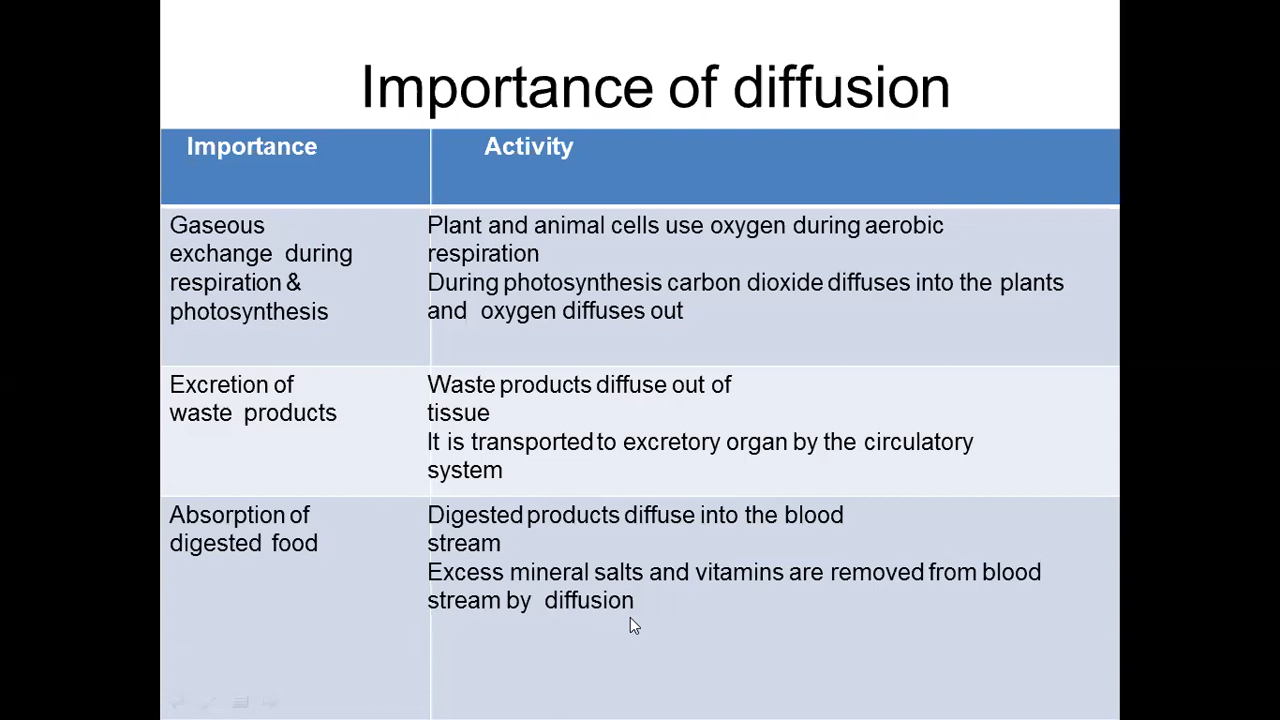 Importance of diffusion
Importance
Activity
Gaseous
exchange during
respiration &
photosynthesis
Plant and animal cells use oxygen during aerobic
respiration
During photosynthesis carbon dioxide diffuses into the plants
and oxygen diffuses out
Excretion of
waste products
Waste products diffuse out of
tissue
It is transported to excretory organ by the circulatory
system
Absorption of
digested food
Digested products diffuse into the blood
stream
Excess mineral salts and vitamins are removed from blood
stream by diffusion